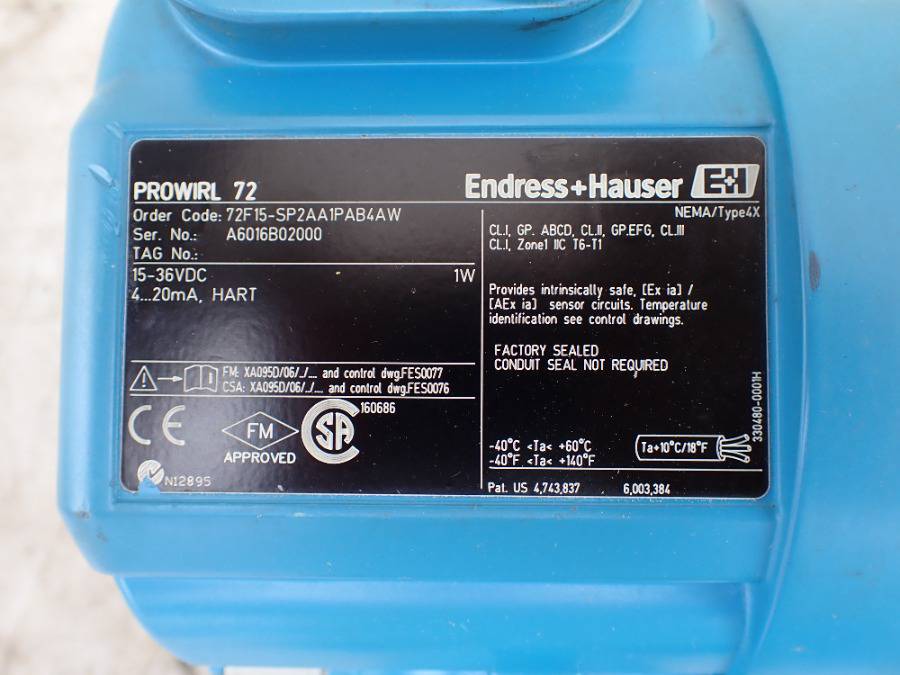 PROWIRL 72
Endress+Hauser E+H
Order Code: 72F15-SP2AA1PAB4AW
Ser. No.: A6016B02000
TAG No.:
15-36VDC 1W
4...20mA, HART
FM: XA095D/06/../... and control dwg.FES0077
CSA: XA095D/06/../... and control dwg.FES0076
CE
FM
APPROVED
SA
160686
N12895
NEMA/Type4X
CL.I, GP. ABCD, CL.II, GP.EFG, CL.III
CL.I, Zone1 IIC T6-T1
Provides intrinsically safe, [Ex ia] /
[AEx ia] sensor circuits. Temperature
identification see control drawings.
FACTORY SEALED
CONDUIT SEAL NOT REQUIRED
-40°C <Ta< +60°C
-40°F <Ta< +140°F
Ta+10°C/18°F
330480-0001H
Pat. US 4,743,837 6,003,384